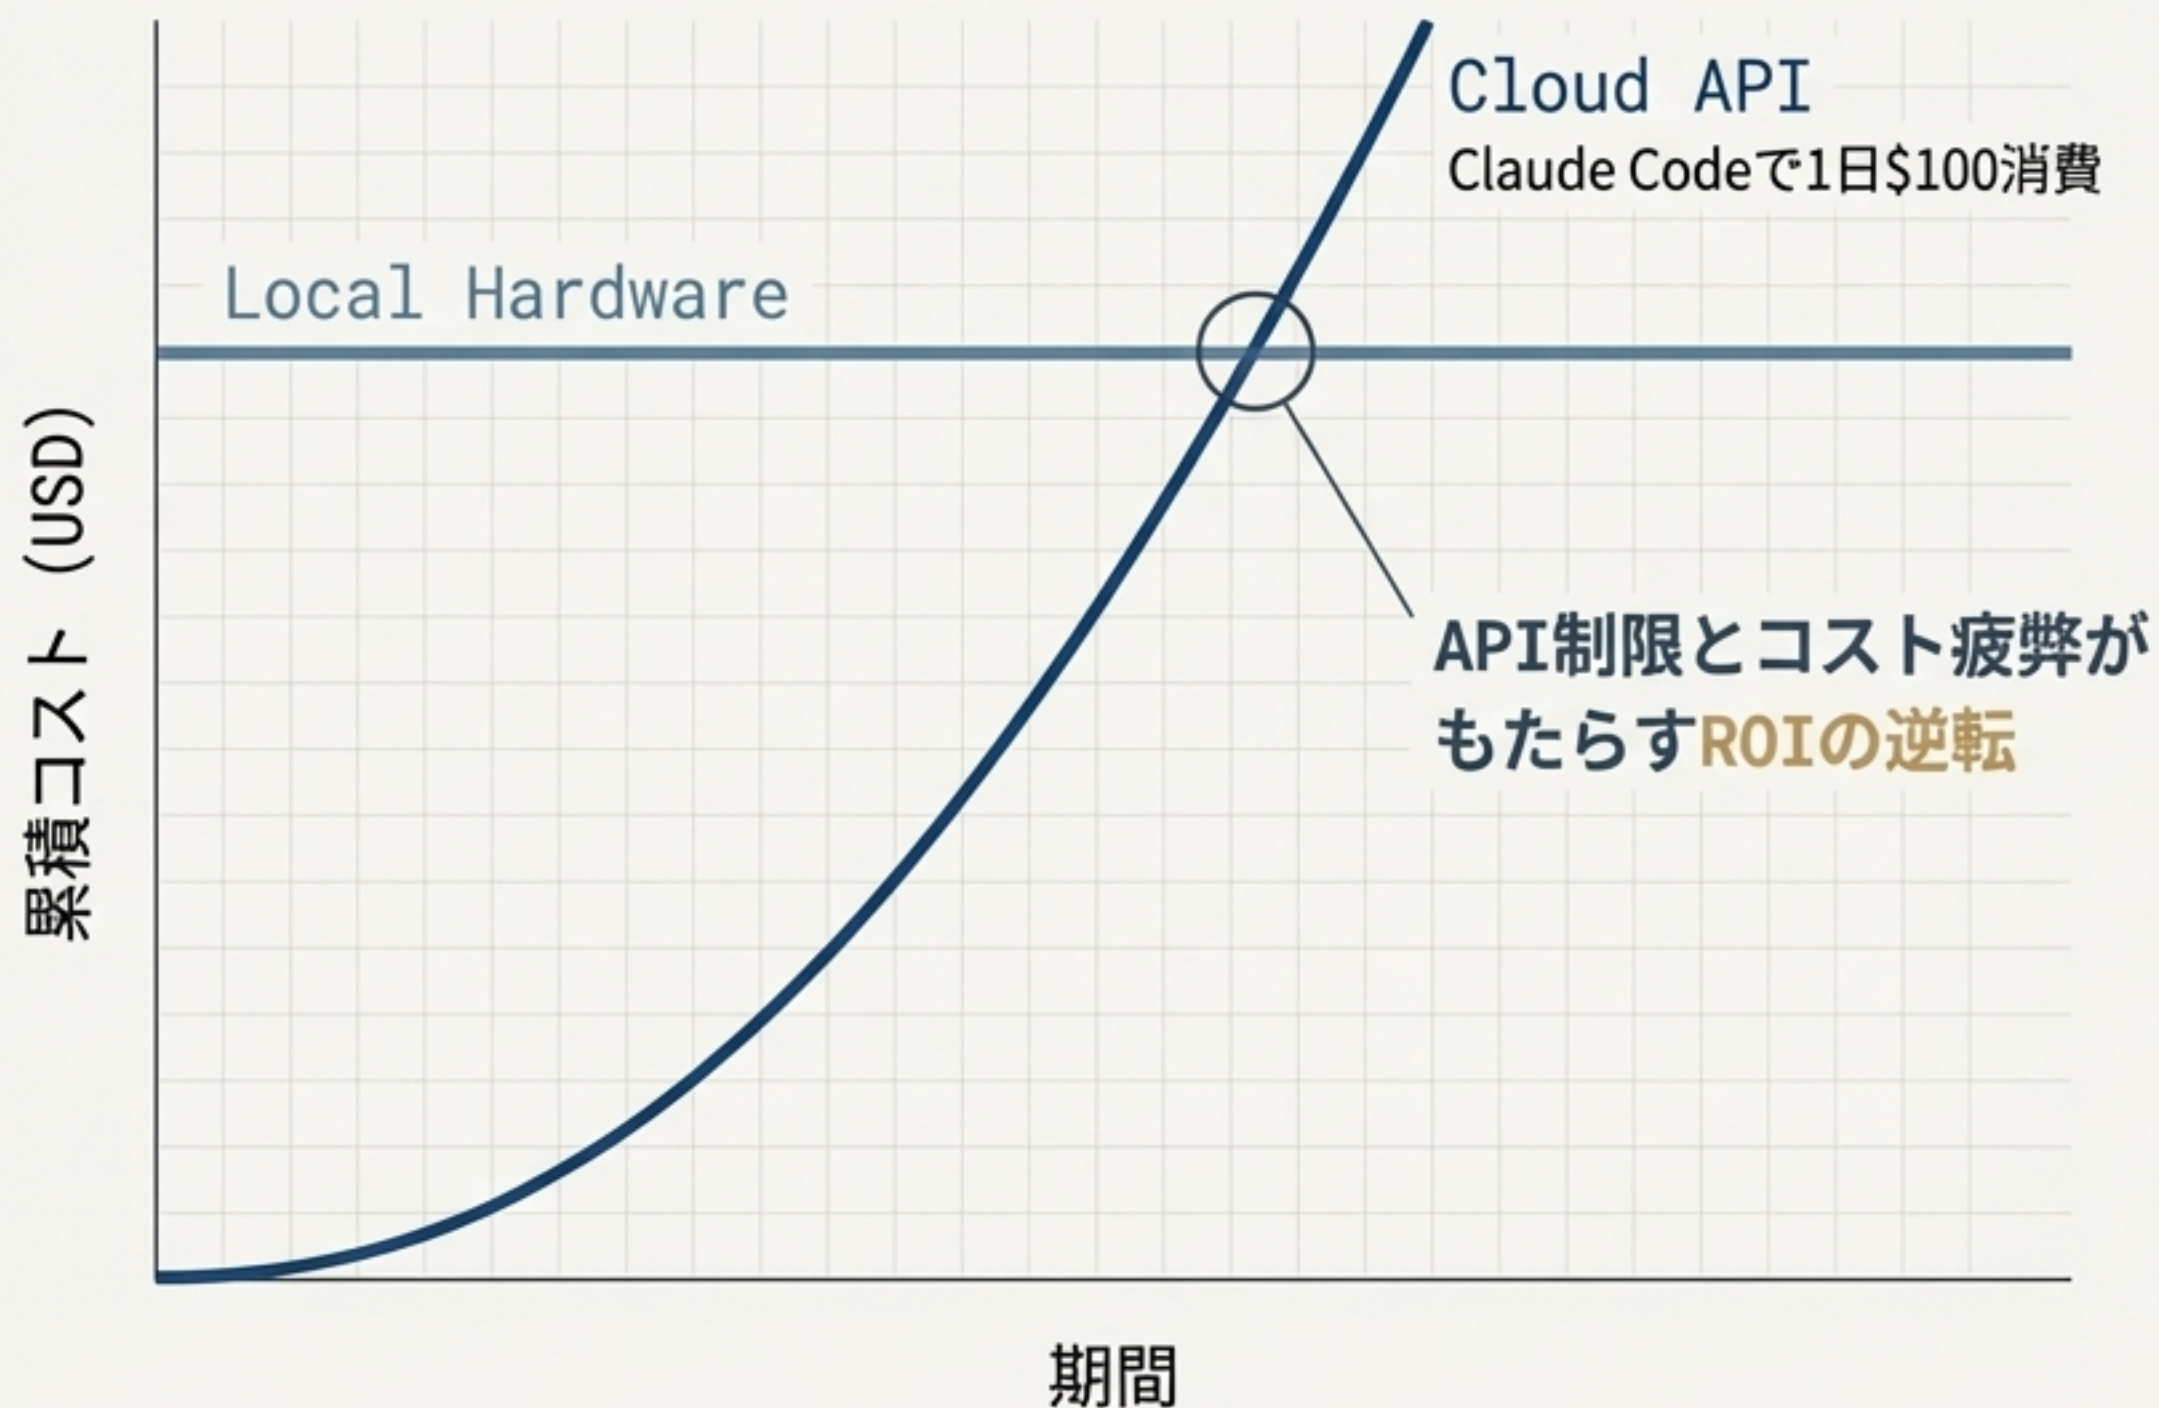 Cloud API
Claude Codeで1日$100消費
Local Hardware
累積コスト (USD)
API制限とコスト疲弊が
もたらすROIの逆転
期間